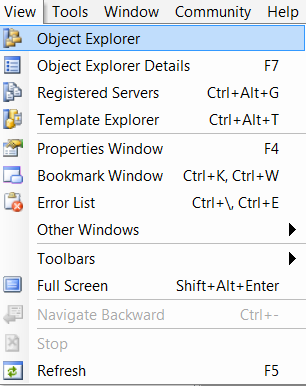 View Tools Window Community Help
Object Explorer
Object Explorer Details F7
Registered Servers Ctrl+Alt+G
Template Explorer Ctrl+Alt+T
Properties Window F4
Bookmark Window Ctrl+K, Ctrl+W
Error List Ctrl+\, Ctrl+E
Other Windows
Toolbars
Full Screen Shift+Alt+Enter
Navigate Backward Ctrl+-
Stop
Refresh F5